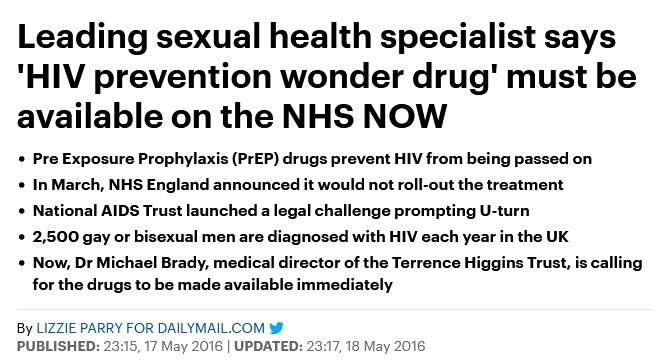 Leading sexual health specialist says
'HIV prevention wonder drug' must be
available on the NHS NOW
• Pre Exposure Prophylaxis (PrEP) drugs prevent HIV from being passed on
• In March, NHS England announced it would not roll-out the treatment
• National AIDS Trust launched a legal challenge prompting U-turn
• 2,500 gay or bisexual men are diagnosed with HIV each year in the UK
• Now, Dr Michael Brady, medical director of the Terrence Higgins Trust, is calling
for the drugs to be made available immediately
By LIZZIE PARRY FOR DAILYMAIL.COM
PUBLISHED: 23:15, 17 May 2016 | UPDATED: 23:17, 18 May 2016